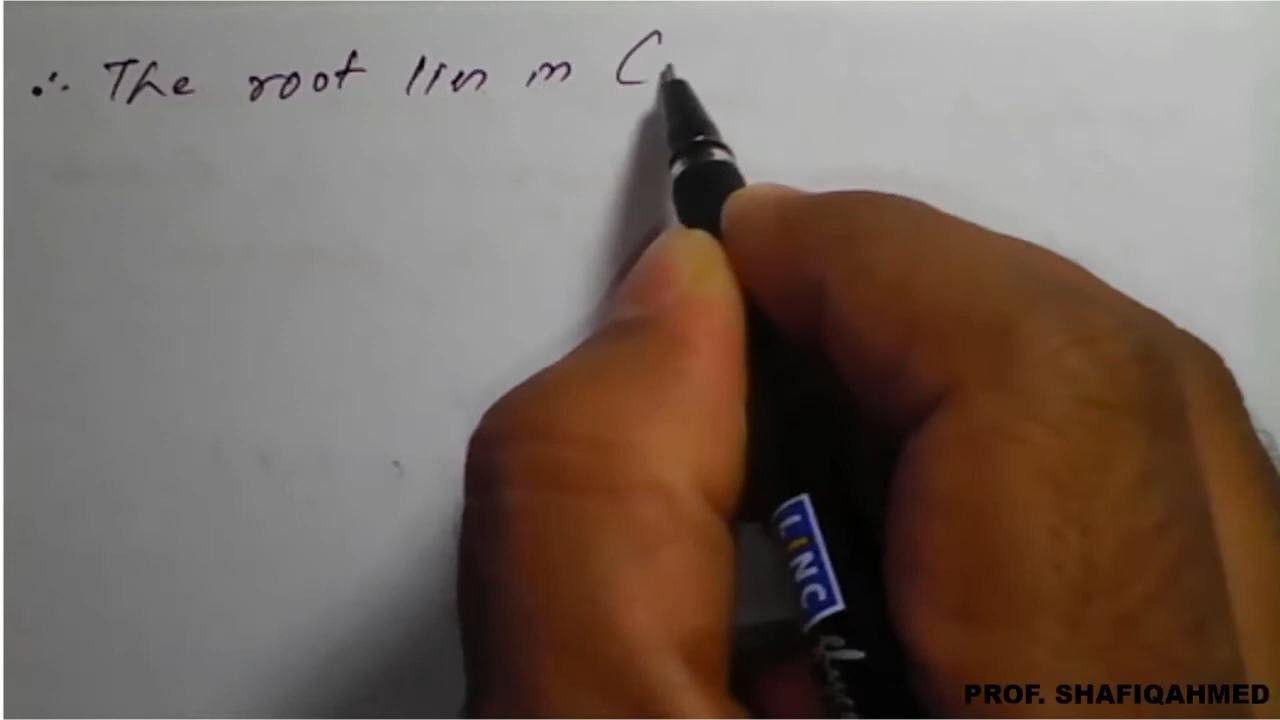 ∴ The root lies in (
LINC
PROF. SHAFIQAHMED